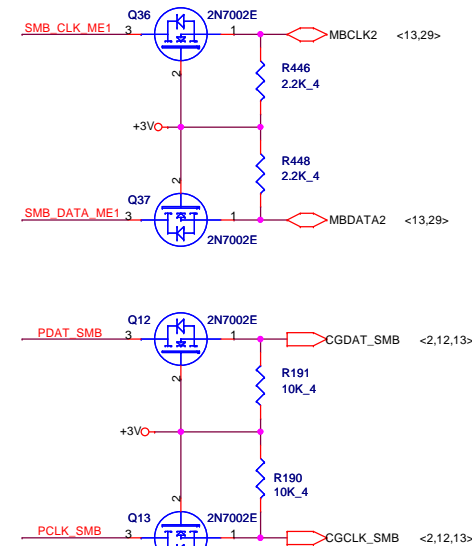 Q36 2N7002E
SMB_CLK_ME1 3 1 MBCLK2 <13,29>
2
R446
2.2K_4
+3V
R448
2.2K_4
2
Q37
SMB_DATA_ME1 3 1 MBDATA2 <13,29>
2N7002E
Q12 2N7002E
PDAT_SMB 3 1 CGDAT_SMB <2,12,13>
2
R191
10K_4
+3V
R190
10K_4
2
Q13 2N7002E
PCLK_SMB 3 1 CGCLK_SMB <2,12,13>